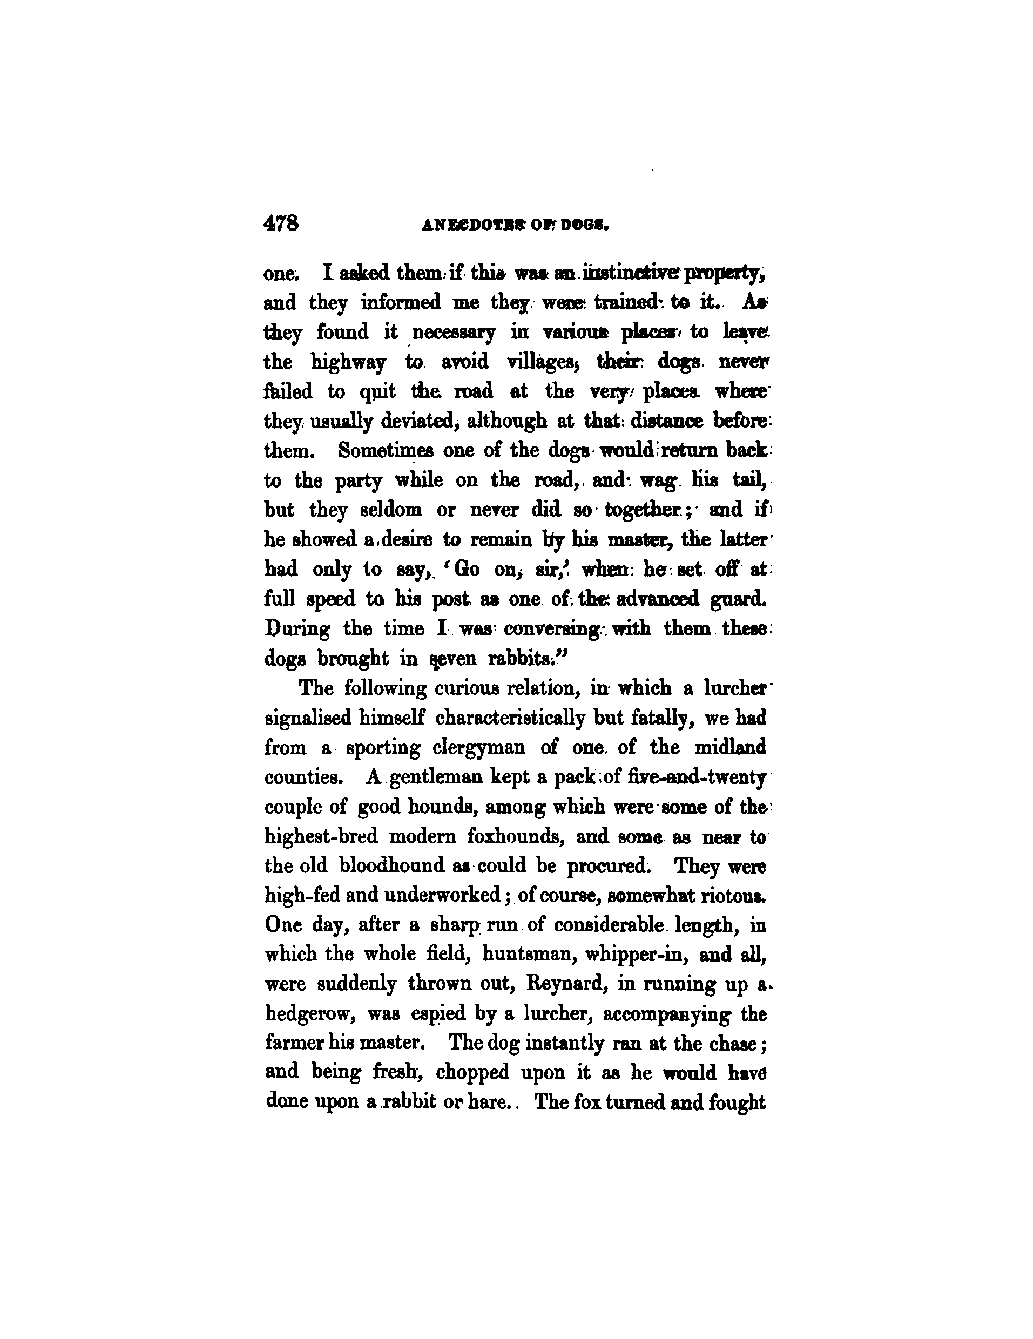 478 ANECDOTES OF DOGS.
one. I asked them if this was an instinctive property,
and they informed me they were trained to it. As
they found it necessary in various places to leave
the highway to avoid villages, their dogs never
failed to quit the road at the very places where
they usually deviated, although at that distance before
them. Sometimes one of the dogs would return back
to the party while on the road, and wag his tail,
but they seldom or never did so together; and if
he showed a desire to remain by his master, the latter
had only to say, ‘Go on, sir,’ when he set off at
full speed to his post as one of the advanced guard.
During the time I was conversing with them these
dogs brought in seven rabbits.”
The following curious relation, in which a lurcher
signalised himself characteristically but fatally, we had
from a sporting clergyman of one of the midland
counties. A gentleman kept a pack of five-and-twenty
couple of good hounds, among which were some of the
highest-bred modern foxhounds, and some as near to
the old bloodhound as could be procured. They were
high-fed and underworked; of course, somewhat riotous.
One day, after a sharp run of considerable length, in
which the whole field, huntsman, whipper-in, and all,
were suddenly thrown out, Reynard, in running up a
hedgerow, was espied by a lurcher, accompanying the
farmer his master. The dog instantly ran at the chase;
and being fresh, chopped upon it as he would have
done upon a rabbit or hare. The fox turned and fought